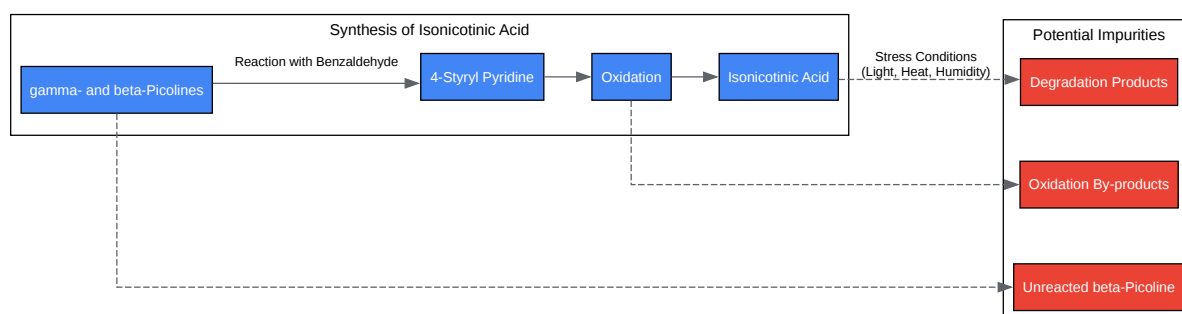 Synthesis of Isonicotinic Acid
Potential Impurities
Reaction with Benzaldehyde
Stress Conditions
(Light, Heat, Humidity)
gamma- and beta-Picolines
4-Styryl Pyridine
Oxidation
Isonicotinic Acid
Degradation Products
Oxidation By-products
Unreacted beta-Picoline